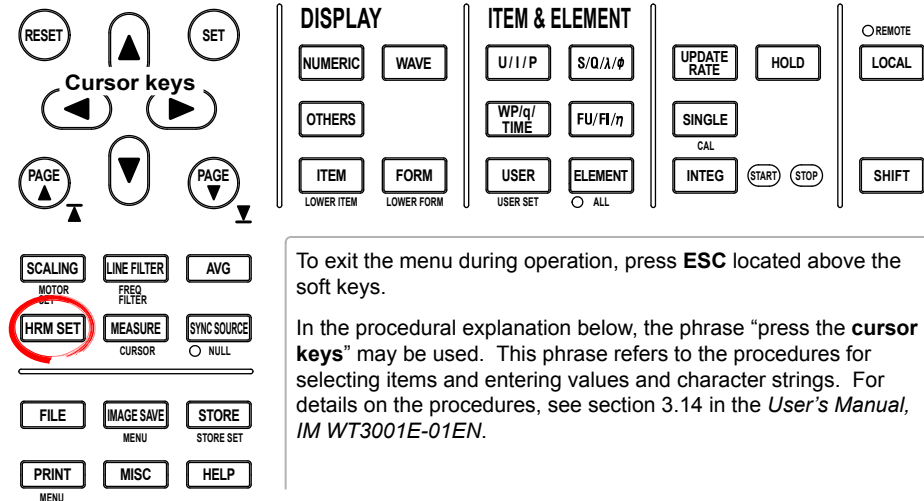 RESET
SET
Cursor keys
PAGE
PAGE
DISPLAY
NUMERIC
WAVE
OTHERS
ITEM
FORM
LOWER ITEM
LOWER FORM
ITEM & ELEMENT
U/I/P
S/Q/λ/ϕ
WP/q/
TIME
FU/FI/η
USER
ELEMENT
USER SET
ALL
UPDATE
RATE
HOLD
SINGLE
CAL
INTEG
START
STOP
REMOTE
LOCAL
SHIFT
SCALING
LINE FILTER
AVG
MOTOR
SET
FREQ
FILTER
HRM SET
MEASURE
SYNC SOURCE
CURSOR
NULL
FILE
IMAGE SAVE
STORE
MENU
STORE SET
PRINT
MISC
HELP
MENU
To exit the menu during operation, press ESC located above the
soft keys.
In the procedural explanation below, the phrase “press the cursor
keys” may be used. This phrase refers to the procedures for
selecting items and entering values and character strings. For
details on the procedures, see section 3.14 in the User’s Manual,
IM WT3001E-01EN.